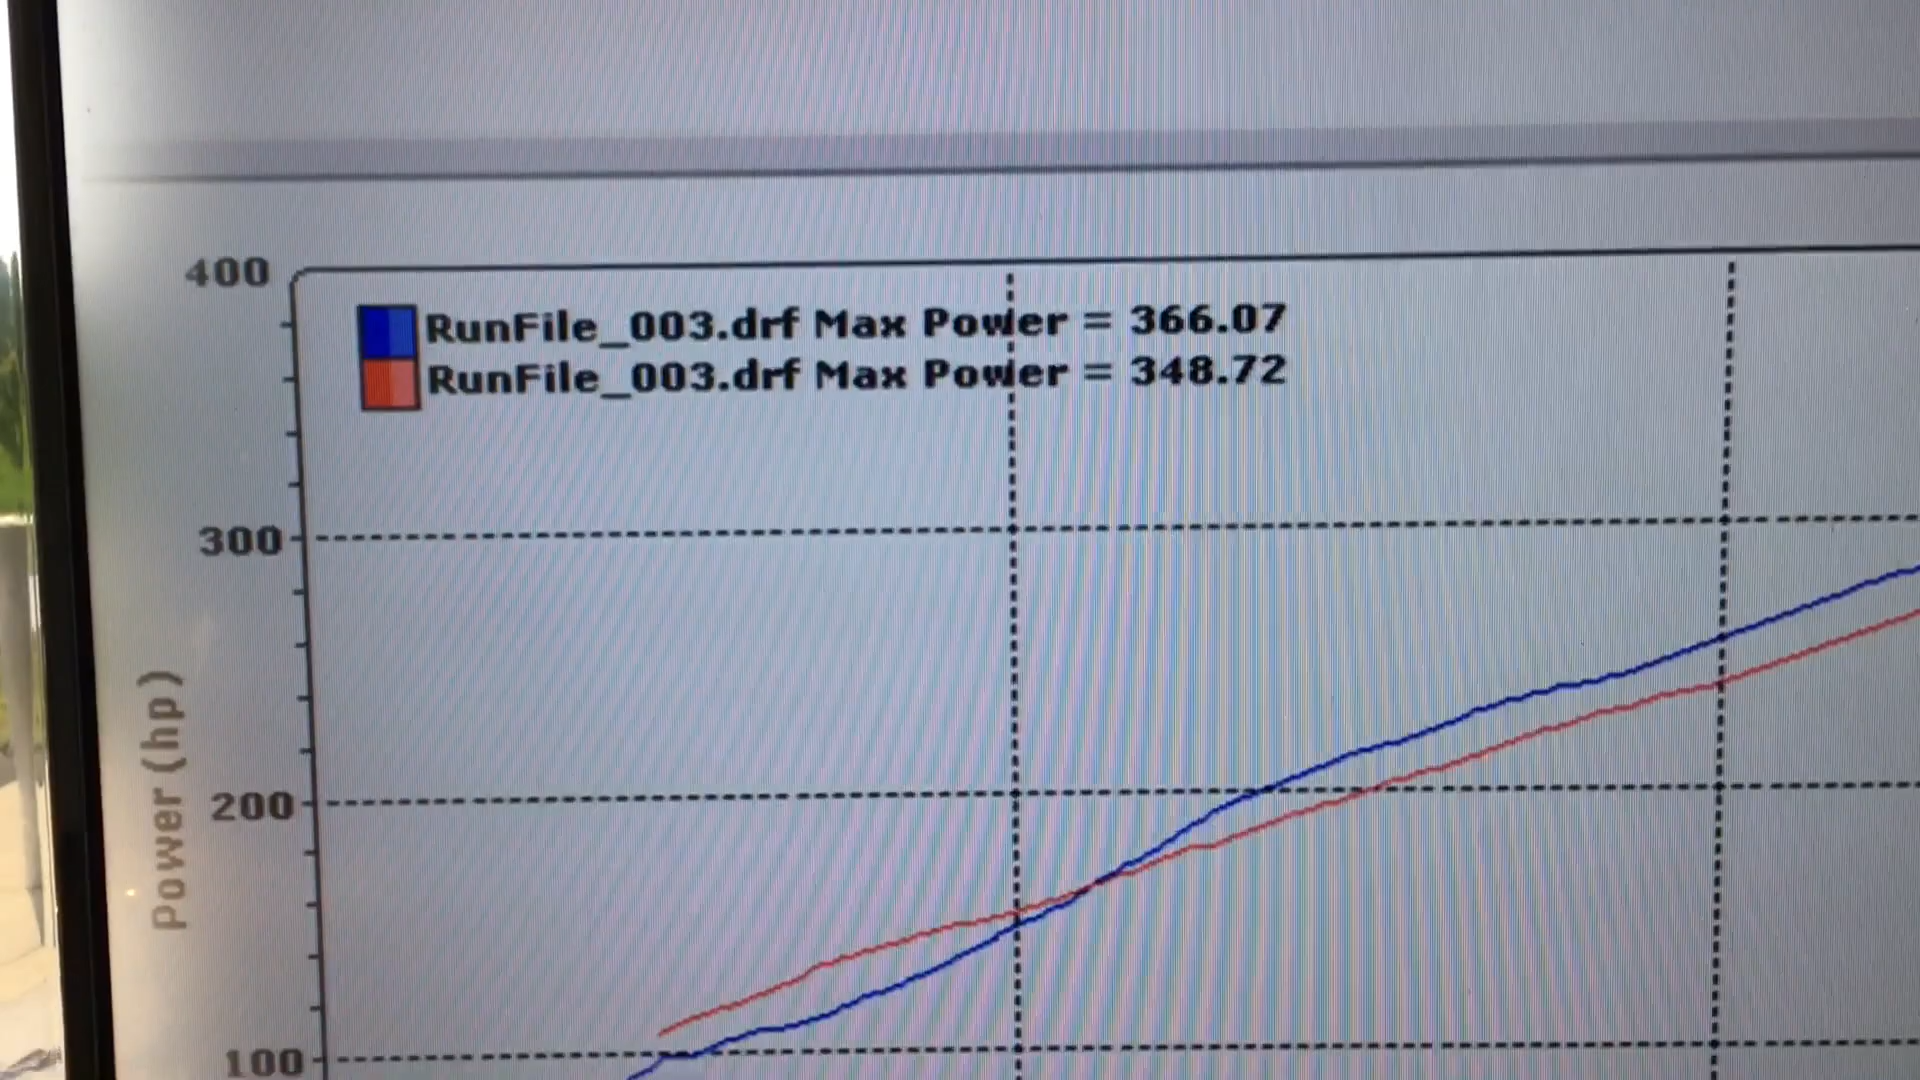 400
RunFile_003.drf Max Power = 366.07
RunFile_003.drf Max Power = 348.72
300
Power (hp)
200
100